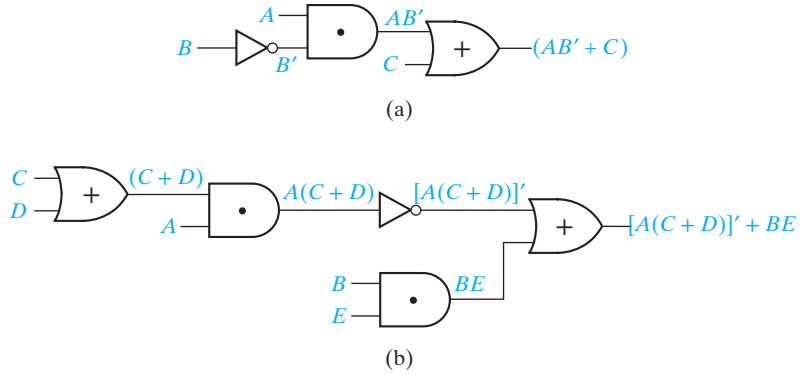 A AB′
B B′ • + (AB′ + C)
C
(a)
C (C + D) A(C + D) [A(C + D)]′
D + A • + [A(C + D)]′ + BE
B BE
E •
(b)